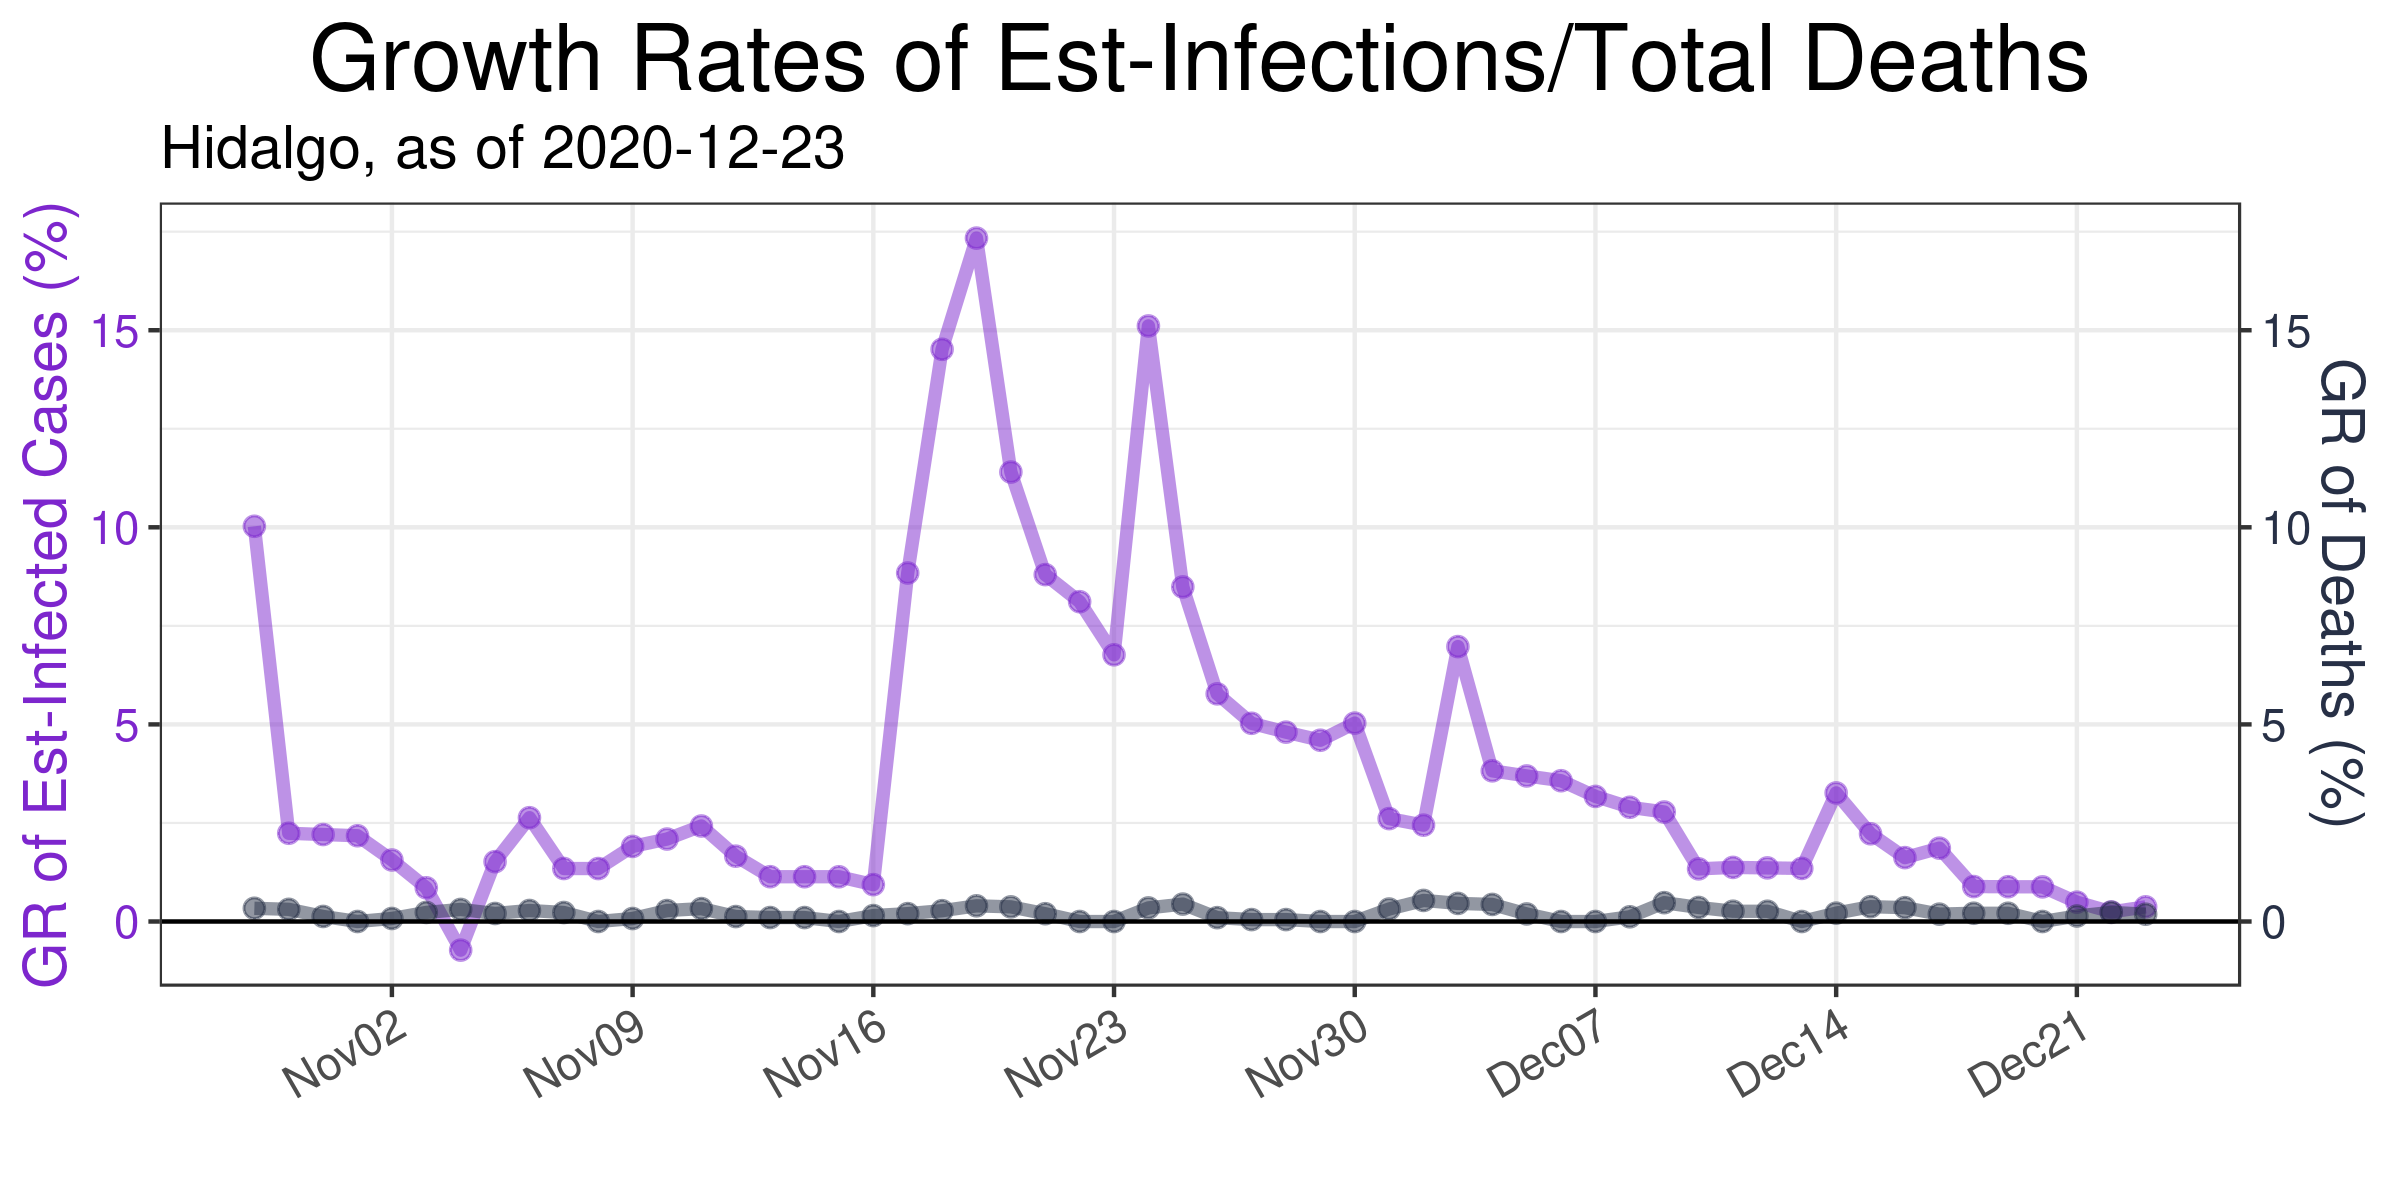 Growth Rates of Est-Infections/Total Deaths
Hidalgo, as of 2020-12-23
GR of Est-Infected Cases (%)
15
10
5
0
15
10
5
0
GR of Deaths (%)
Nov02
Nov09
Nov16
Nov23
Nov30
Dec07
Dec14
Dec21